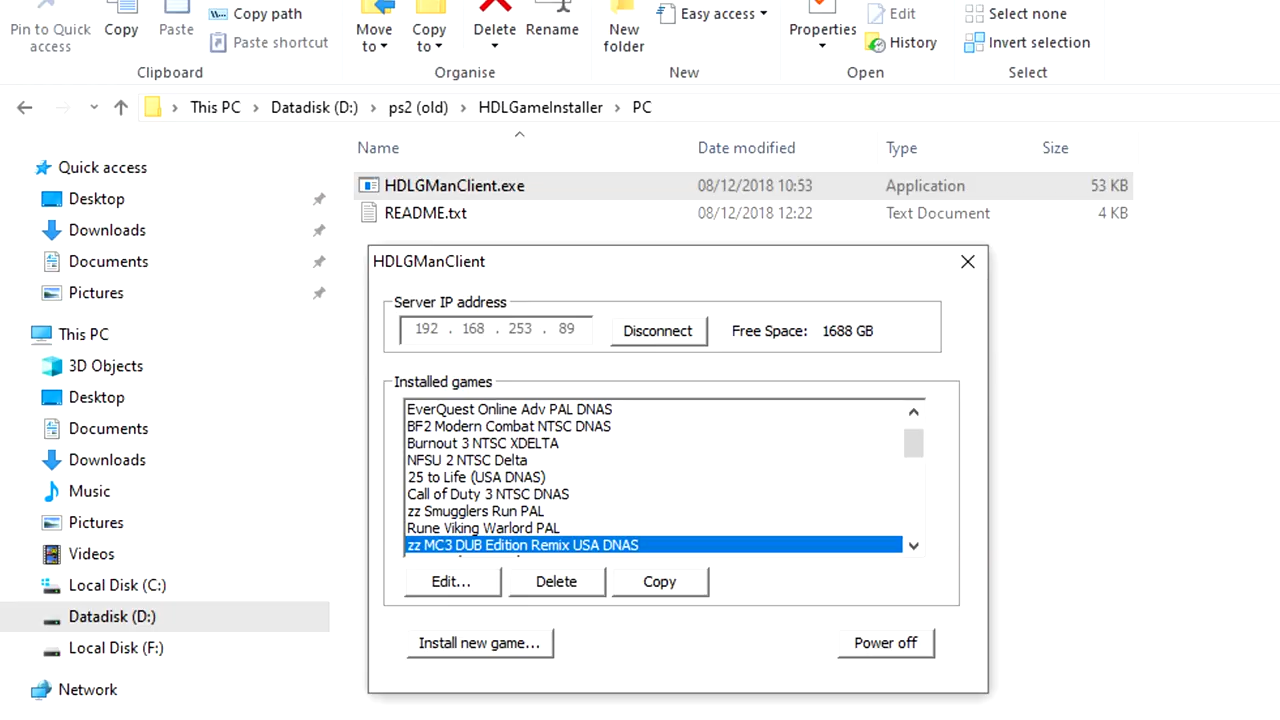 Pin to Quick access
Copy
Paste
Copy path
Paste shortcut
Move to
Copy to
Delete
Rename
New folder
Easy access
Properties
Edit
History
Select none
Invert selection
Clipboard
Organise
New
Open
Select
This PC > Datadisk (D:) > ps2 (old) > HDLGameInstaller > PC
Name Date modified Type Size
HDLGManClient.exe 08/12/2018 10:53 Application 53 KB
README.txt 08/12/2018 12:22 Text Document 4 KB
Quick access
Desktop
Downloads
Documents
Pictures
This PC
3D Objects
Desktop
Documents
Downloads
Music
Pictures
Videos
Local Disk (C:)
Datadisk (D:)
Local Disk (F:)
Network
HDLGManClient
Server IP address
192 . 168 . 253 . 89
Disconnect
Free Space: 1688 GB
Installed games
EverQuest Online Adv PAL DNAS
BF2 Modern Combat NTSC DNAS
Burnout 3 NTSC XDELTA
NFSU 2 NTSC Delta
25 to Life (USA DNAS)
Call of Duty 3 NTSC DNAS
zz Smugglers Run PAL
Rune Viking Warlord PAL
zz MC3 DUB Edition Remix USA DNAS
Edit...
Delete
Copy
Install new game...
Power off